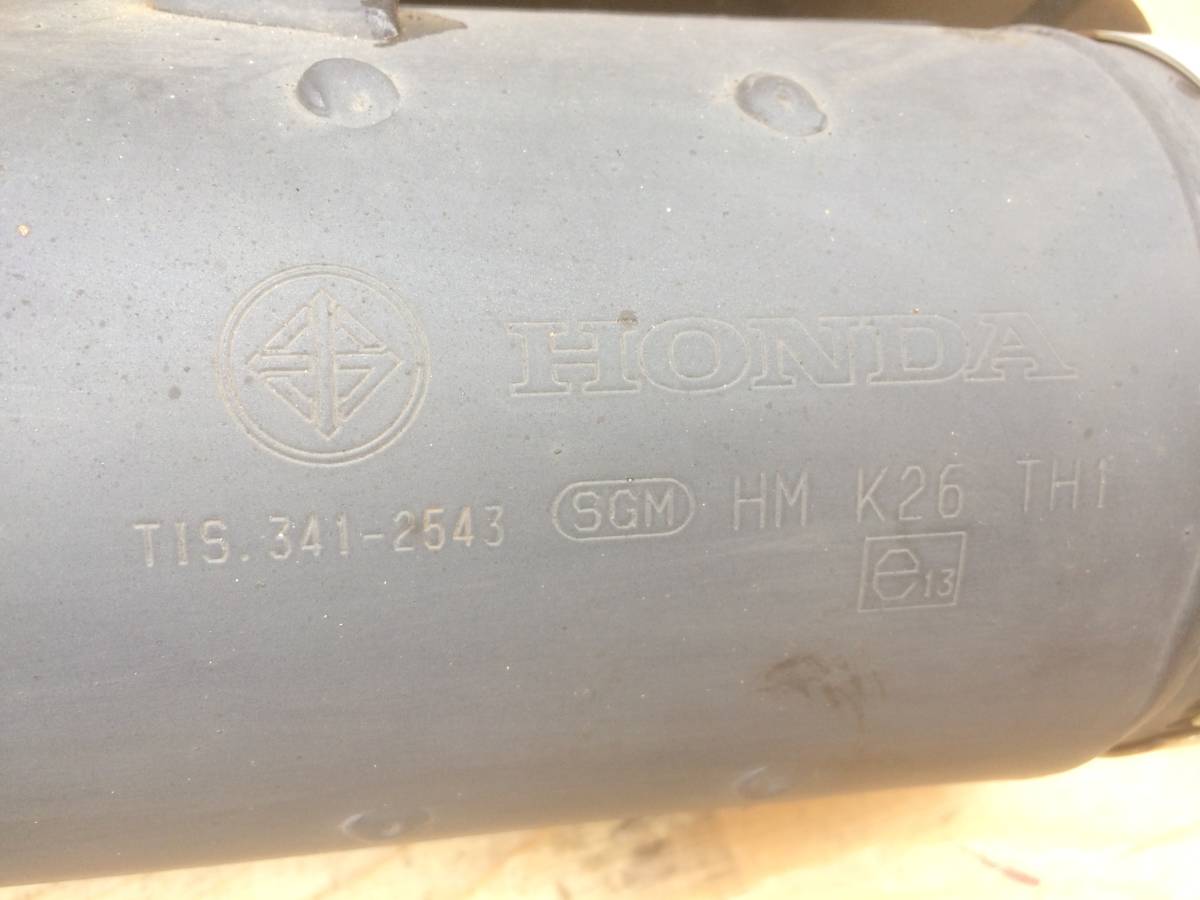 HONDA
TIS. 341-2543 SGM HM K26 TH1
e13